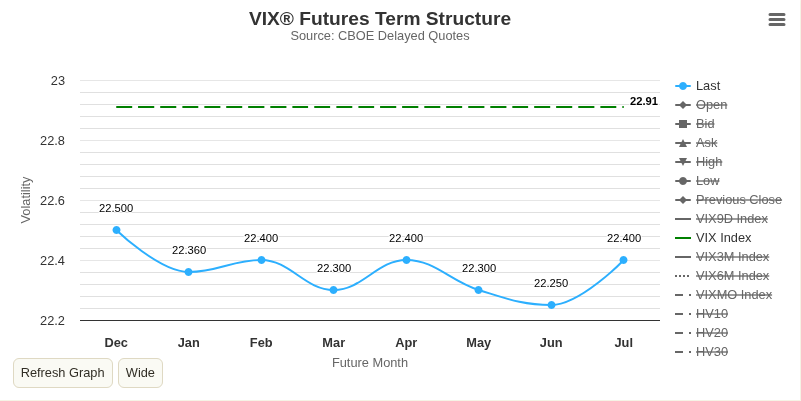 VIX® Futures Term Structure
Source: CBOE Delayed Quotes
Volatility
23
22.8
22.6
22.4
22.2
22.91
22.500
22.360
22.400
22.300
22.400
22.300
22.250
22.400
Dec
Jan
Feb
Mar
Apr
May
Jun
Jul
Future Month
Last
Open
Bid
Ask
High
Low
Previous Close
VIX9D Index
VIX Index
VIX3M Index
VIX6M Index
VIXMO Index
HV10
HV20
HV30
Refresh Graph
Wide